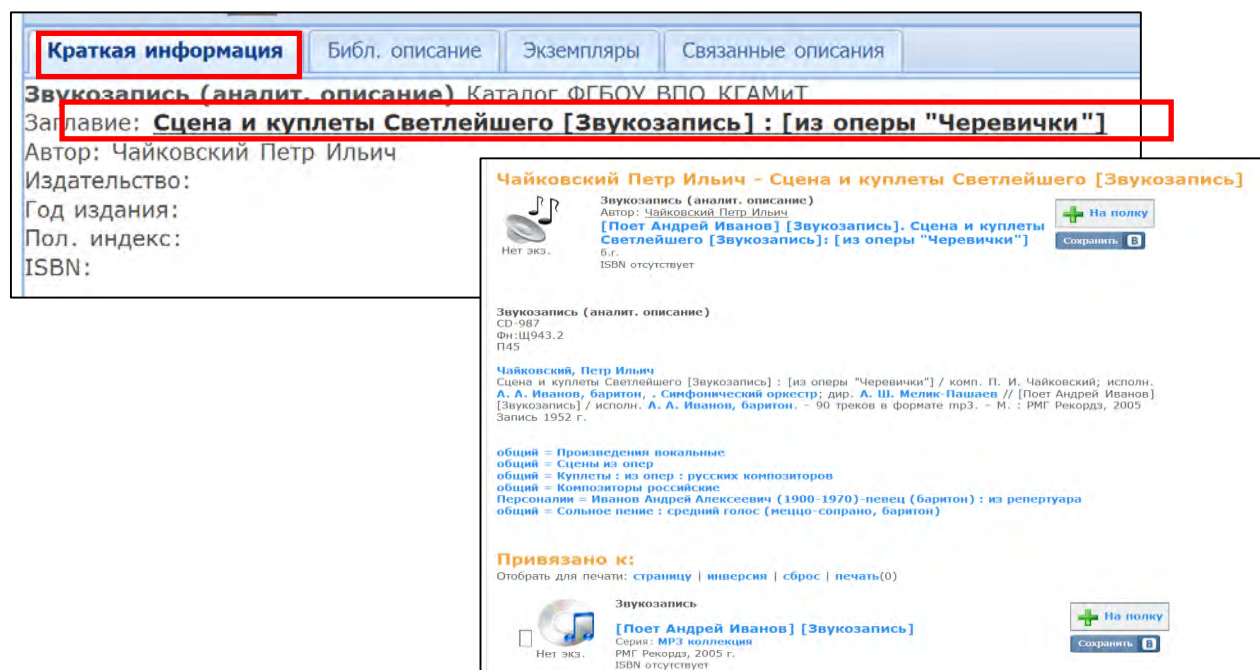 Краткая информация
Библ. описание
Экземпляры
Связанные описания
Звукозапись (аналит. описание) Каталог ФГБОУ ВПО КГАМиТ
Заглавие: Сцена и куплеты Светлейшего [Звукозапись] : [из оперы "Черевички"]
Автор: Чайковский Петр Ильич
Издательство:
Год издания:
Пол. индекс:
ISBN:
Чайковский Петр Ильич - Сцена и куплеты Светлейшего [Звукозапись]
Звукозапись (аналит. описание)
Автор: Чайковский Петр Ильич
[Поет Андрей Иванов] [Звукозапись]. Сцена и куплеты
Светлейшего [Звукозапись]: [из оперы "Черевички"]
б.г.
ISBN отсутствует
Нет экз.
На полку
Сохранить В
Звукозапись (аналит. описание)
CD-987
Фн:Щ943.2
П45
Чайковский, Петр Ильич
Сцена и куплеты Светлейшего [Звукозапись] : [из оперы "Черевички"] / комп. П. И. Чайковский; исполн.
А. А. Иванов, баритон, . Симфонический оркестр; дир. А. Ш. Мелик-Пашаев // [Поет Андрей Иванов]
[Звукозапись] / исполн. А. А. Иванов, баритон. - 90 треков в формате mp3. - М. : РМГ Рекордз, 2005
Запись 1952 г.
общий = Произведения вокальные
общий = Сцены из опер
общий = Куплеты : из опер : русских композиторов
общий = Композиторы российские
Персоналии = Иванов Андрей Алексеевич (1900-1970)-певец (баритон) : из репертуара
общий = Сольное пение : средний голос (меццо-сопрано, баритон)
Привязано к:
Отобрать для печати: страницу | инверсия | сброс | печать(0)
Звукозапись
[Поет Андрей Иванов] [Звукозапись]
Серия: MP3 коллекция
РМГ Рекордз, 2005 г.
ISBN отсутствует
Нет экз.
На полку
Сохранить В